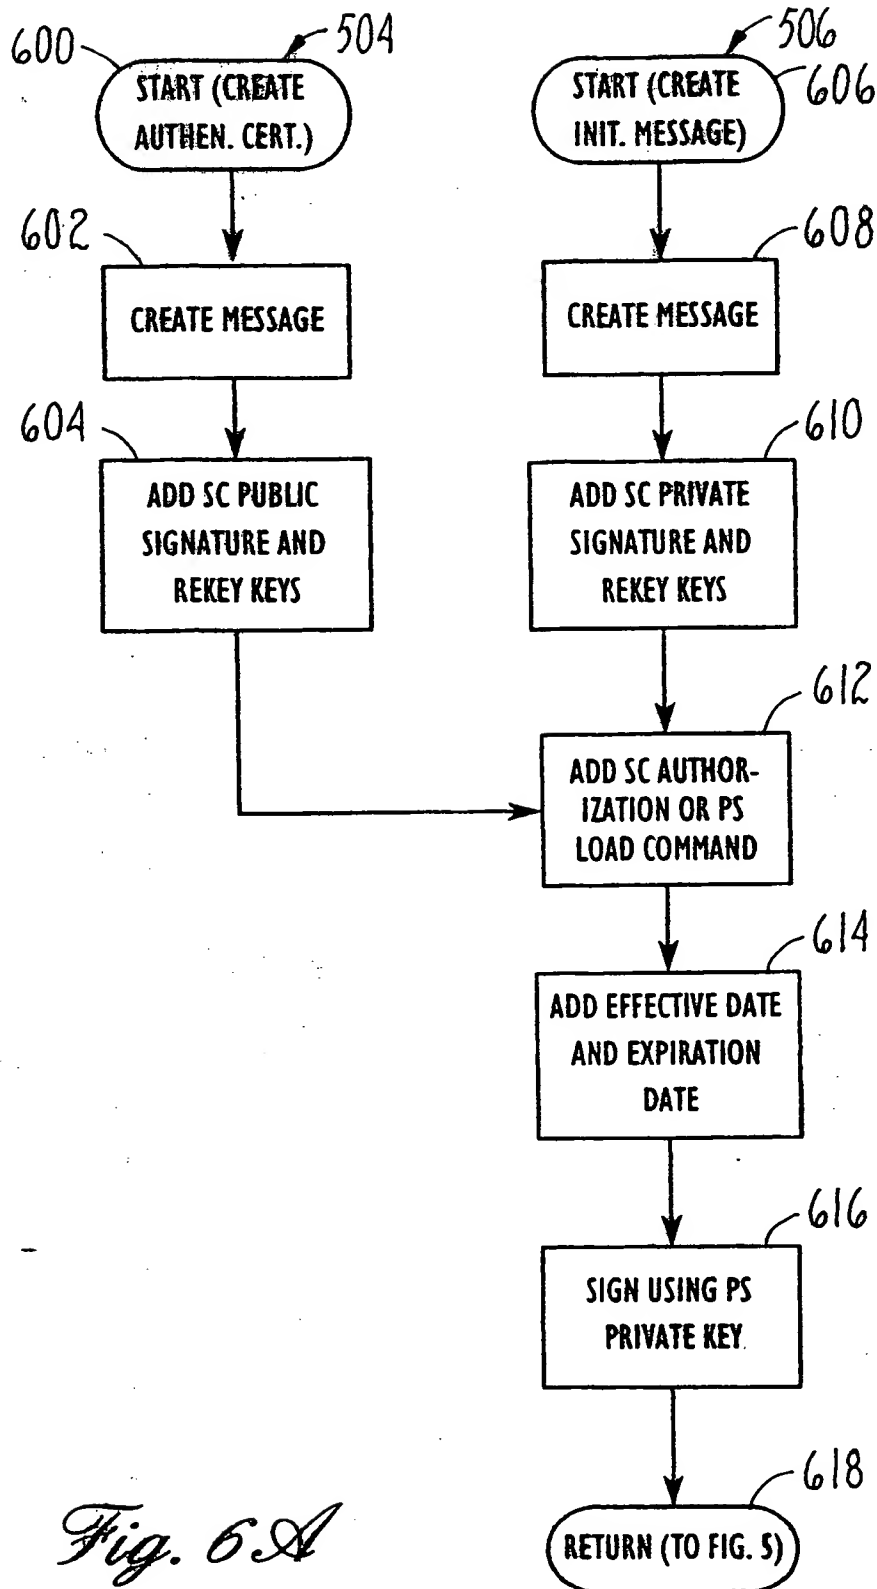 600
504
START (CREATE
AUTHEN. CERT.)
602
CREATE MESSAGE
604
ADD SC PUBLIC
SIGNATURE AND
REKEY KEYS
506
606
START (CREATE
INIT. MESSAGE)
608
CREATE MESSAGE
610
ADD SC PRIVATE
SIGNATURE AND
REKEY KEYS
612
ADD SC AUTHOR-
IZATION OR PS
LOAD COMMAND
614
ADD EFFECTIVE DATE
AND EXPIRATION
DATE
616
SIGN USING PS
PRIVATE KEY
618
RETURN (TO FIG. 5)
Fig. 6A